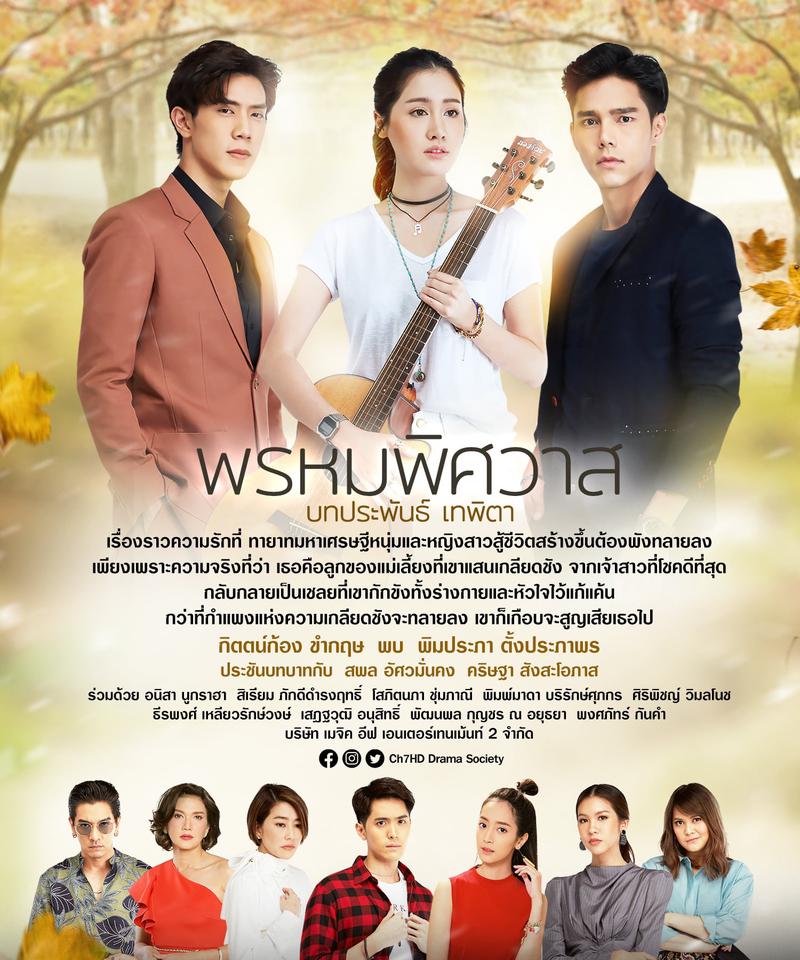 พรหมพิศวาส
บทประพันธ์ เทพิตา
เรื่องราวความรักที่ ทายาทมหาเศรษฐีหนุ่มและหญิงสาวสู้ชีวิตสร้างขึ้นต้องพังทลายลง
เพียงเพราะความจริงที่ว่า เธอคือลูกของแม่เลี้ยงที่เขาแสนเกลียดชัง จากเจ้าสาวที่โชคดีที่สุด
กลับกลายเป็นเชลยที่เขากักขังทั้งร่างกายและหัวใจไว้แก้แค้น
กว่าที่กำแพงแห่งความเกลียดชังจะทลายลง เขาก็เกือบจะสูญเสียเธอไป
กิตตน์ก้อง ขำกฤษ พบ พิมประภา ตั้งประภาพร
ประชันบทบาทกับ สพล อัศวมั่นคง คริษฐา สังสะโอภาส
ร่วมด้วย อนิสา นูกราฮา สิเรียม ภักดีดำรงฤทธิ์ โสภิตนภา ชุ่มภาณี พิมพ์มาดา บริรักษ์ศุภกร ศิริพิชญ์ วิมลโนช
ธีรพงศ์ เหลียวรักษ์วงษ์ เสฏฐวุฒิ อนุสิทธิ์ พัฒนพล กุญชร ณ อยุธยา พงศภัทร์ กันคำ
บริษัท เมจิค อีฟ เอนเตอร์เทนเม้นท์ 2 จำกัด
Ch7HD Drama Society